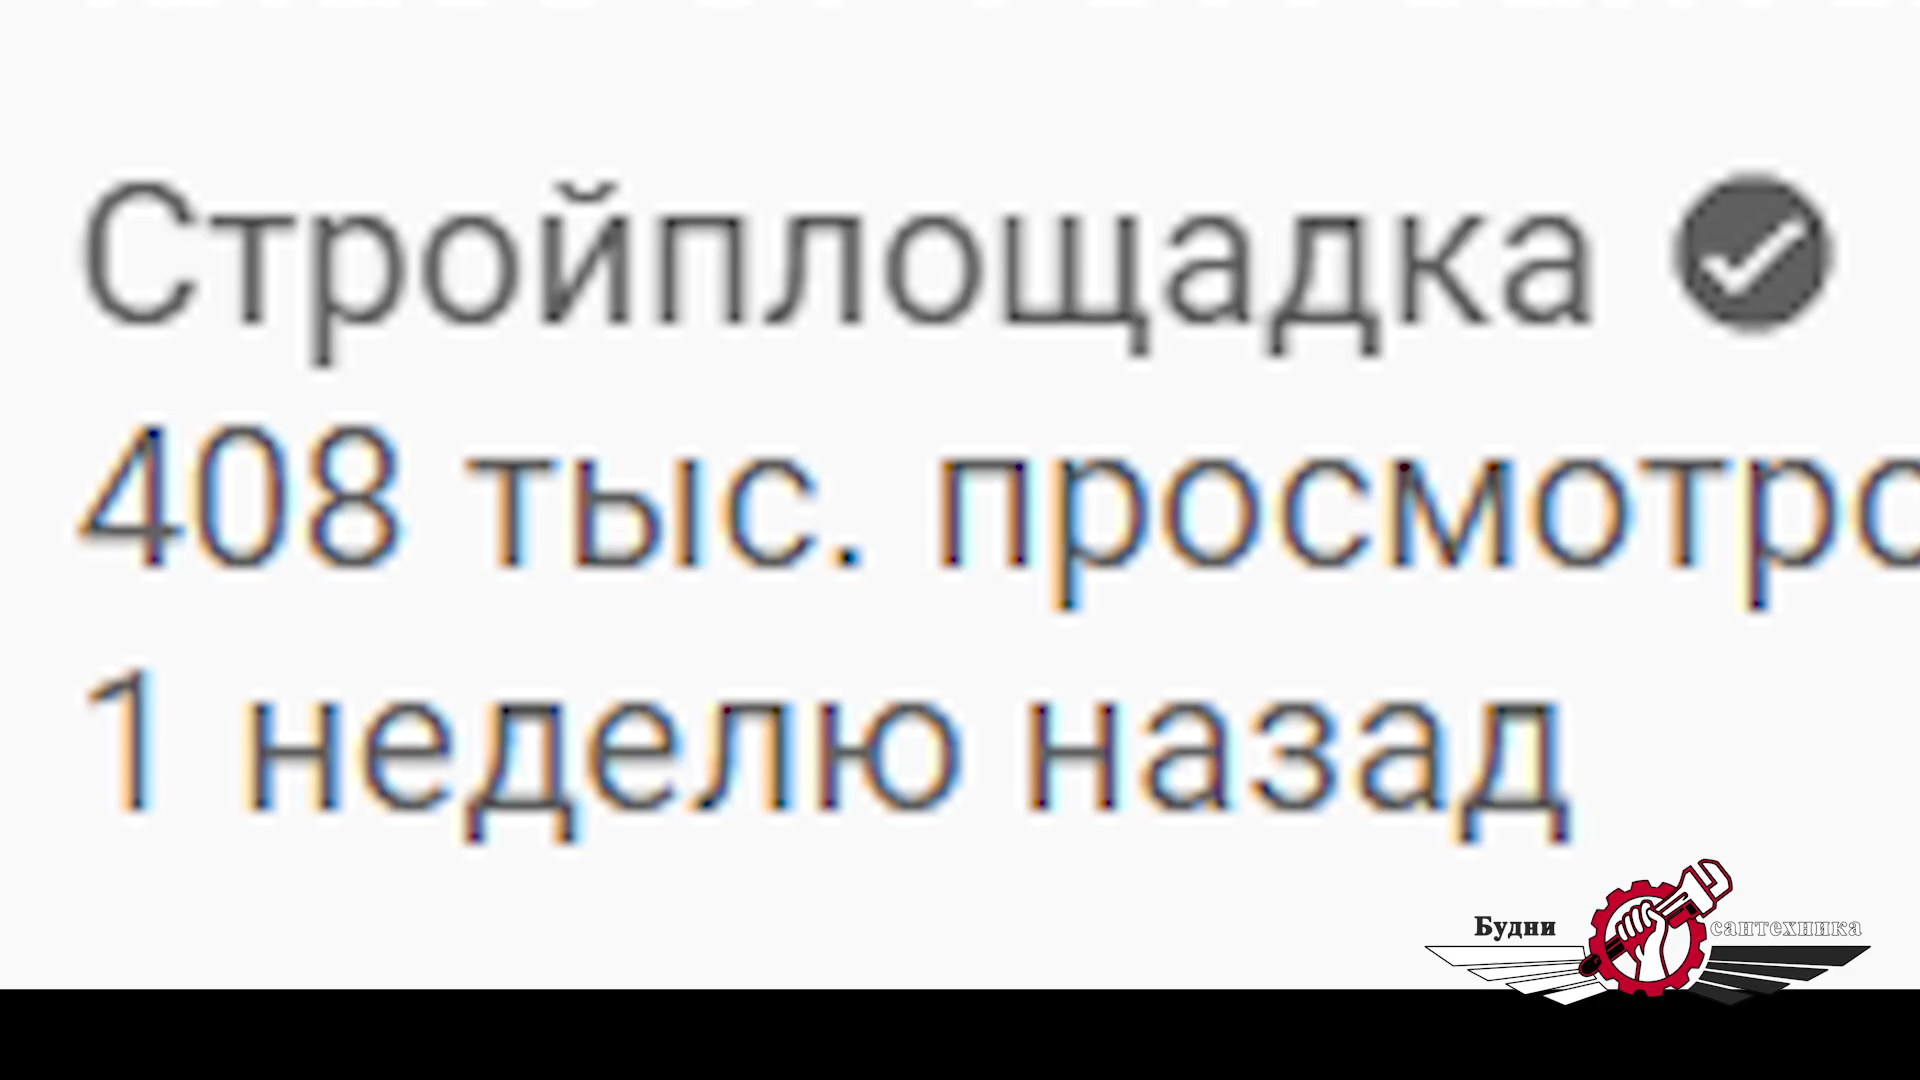 Стройплощадка
408 тыс. просмотро
1 неделю назад
Будни сантехника